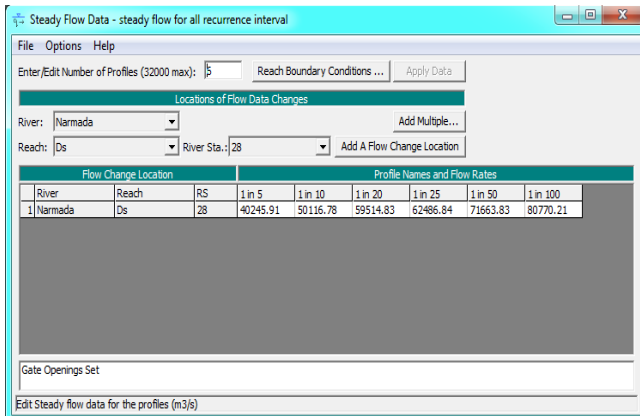 Steady Flow Data - steady flow for all recurrence interval
File Options Help
Enter/Edit Number of Profiles (32000 max): 5 Reach Boundary Conditions ... Apply Data
Locations of Flow Data Changes
River: Narmada Add Multiple...
Reach: Ds River Sta.: 28 Add A Flow Change Location
Flow Change Location Profile Names and Flow Rates
River Reach RS 1 in 5 1 in 10 1 in 20 1 in 25 1 in 50 1 in 100
1 Narmada Ds 28 40245.91 50116.78 59514.83 62486.84 71663.83 80770.21
Gate Openings Set
Edit Steady flow data for the profiles (m3/s)